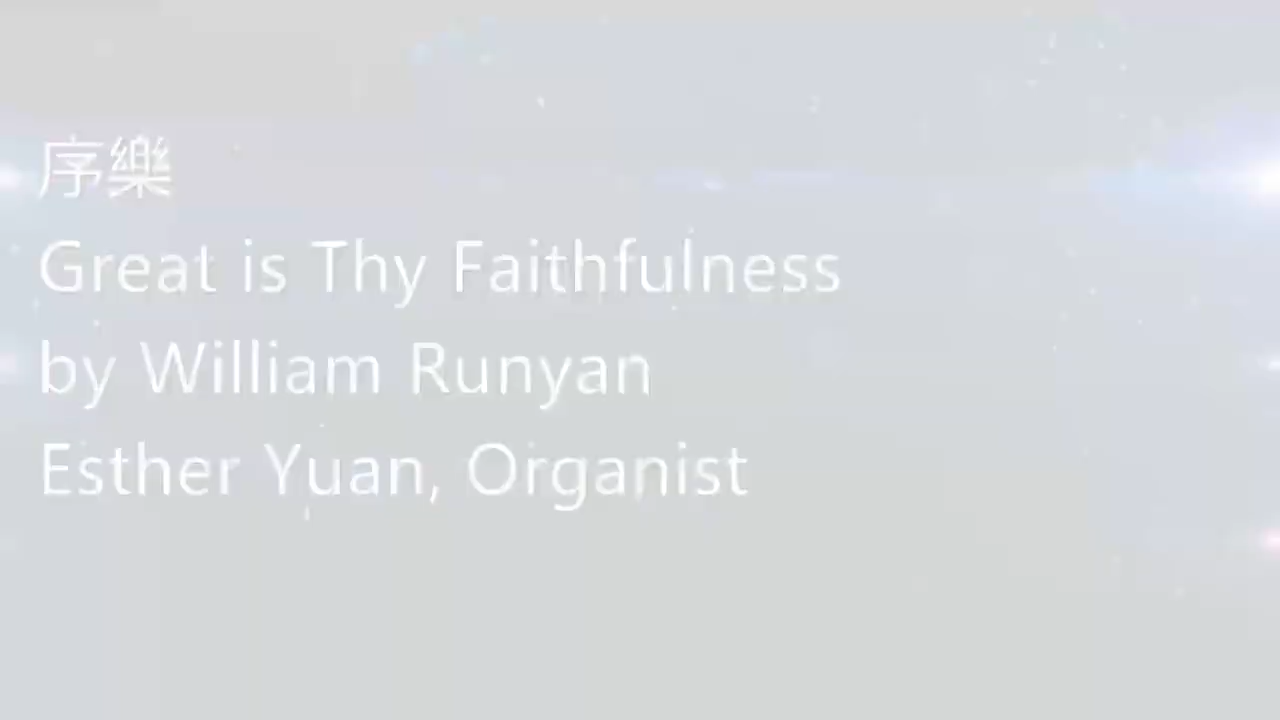 序樂
Great is Thy Faithfulness
by William Runyan
Esther Yuan, Organist